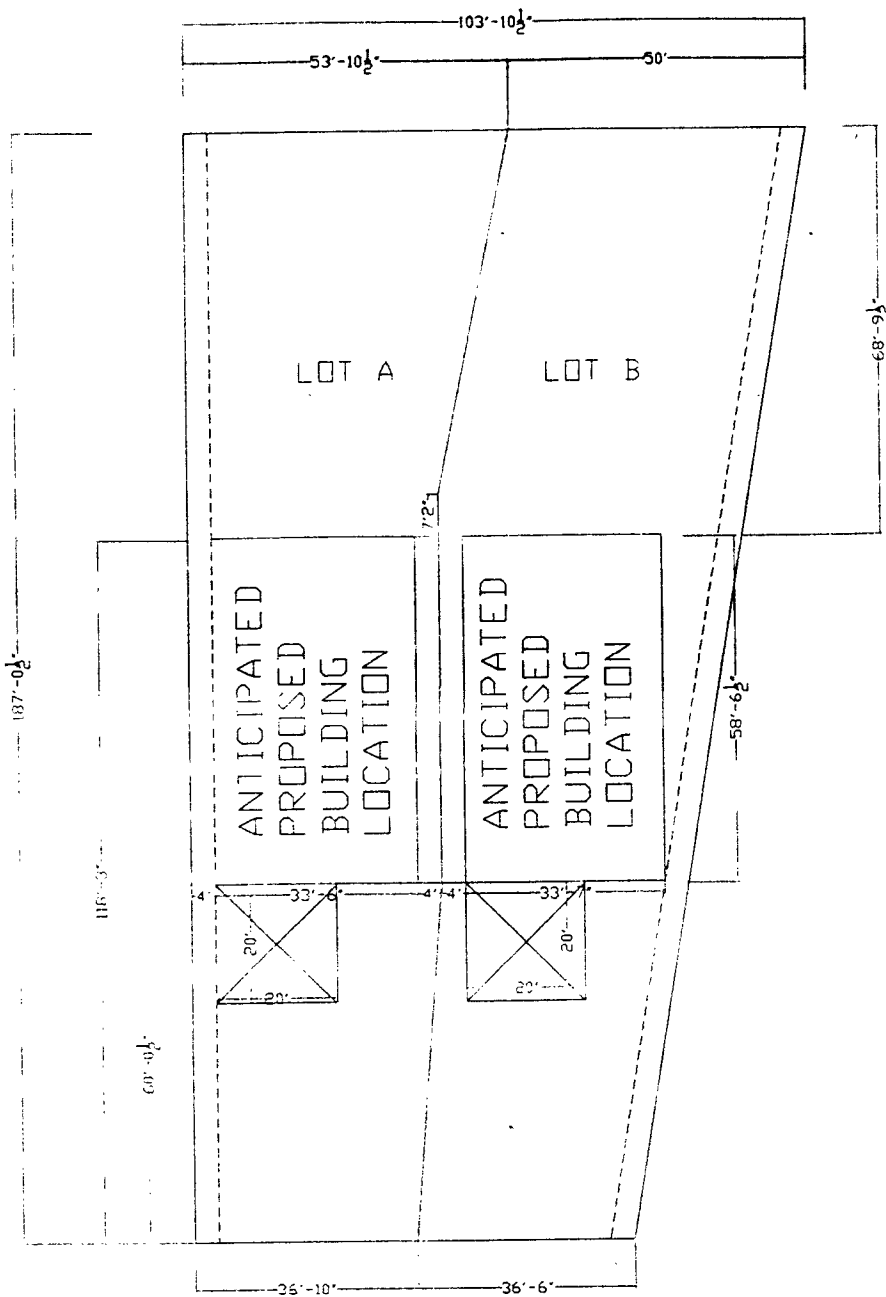 103'-10½"
53'-10½"
50'
LOT A
LOT B
68'-9½"
187'-0½"
7'2"
ANTICIPATED
PROPOSED
BUILDING
LOCATION
ANTICIPATED
PROPOSED
BUILDING
LOCATION
58'-6½"
4'
33'-6"
4'
4'
20'
20'
20'
20'
60'-0½"
36'-10"
36'-6"